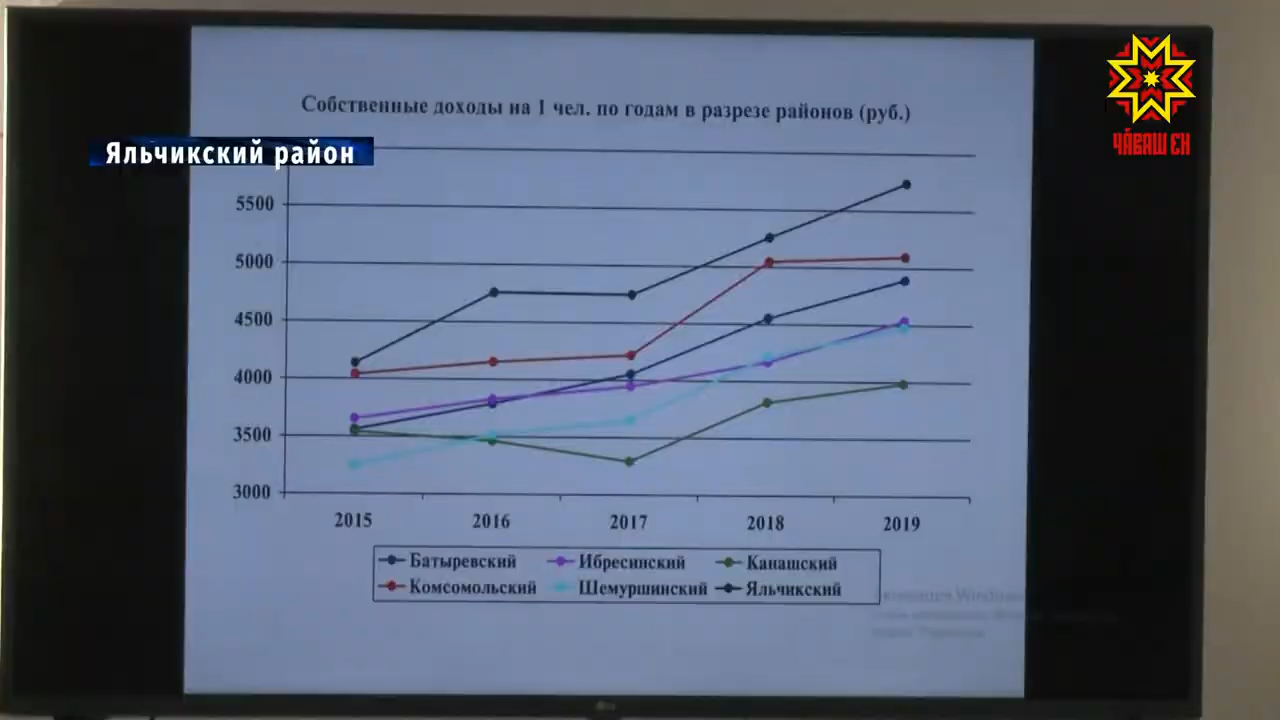 Собственные доходы на 1 чел. по годам в разрезе районов (руб.)
ЧӐВАШ ЕН
Яльчикский район
5500
5000
4500
4000
3500
3000
2015 2016 2017 2018 2019
Батыревский Ибресинский Канашский
Комсомольский Шемуршинский Яльчикский